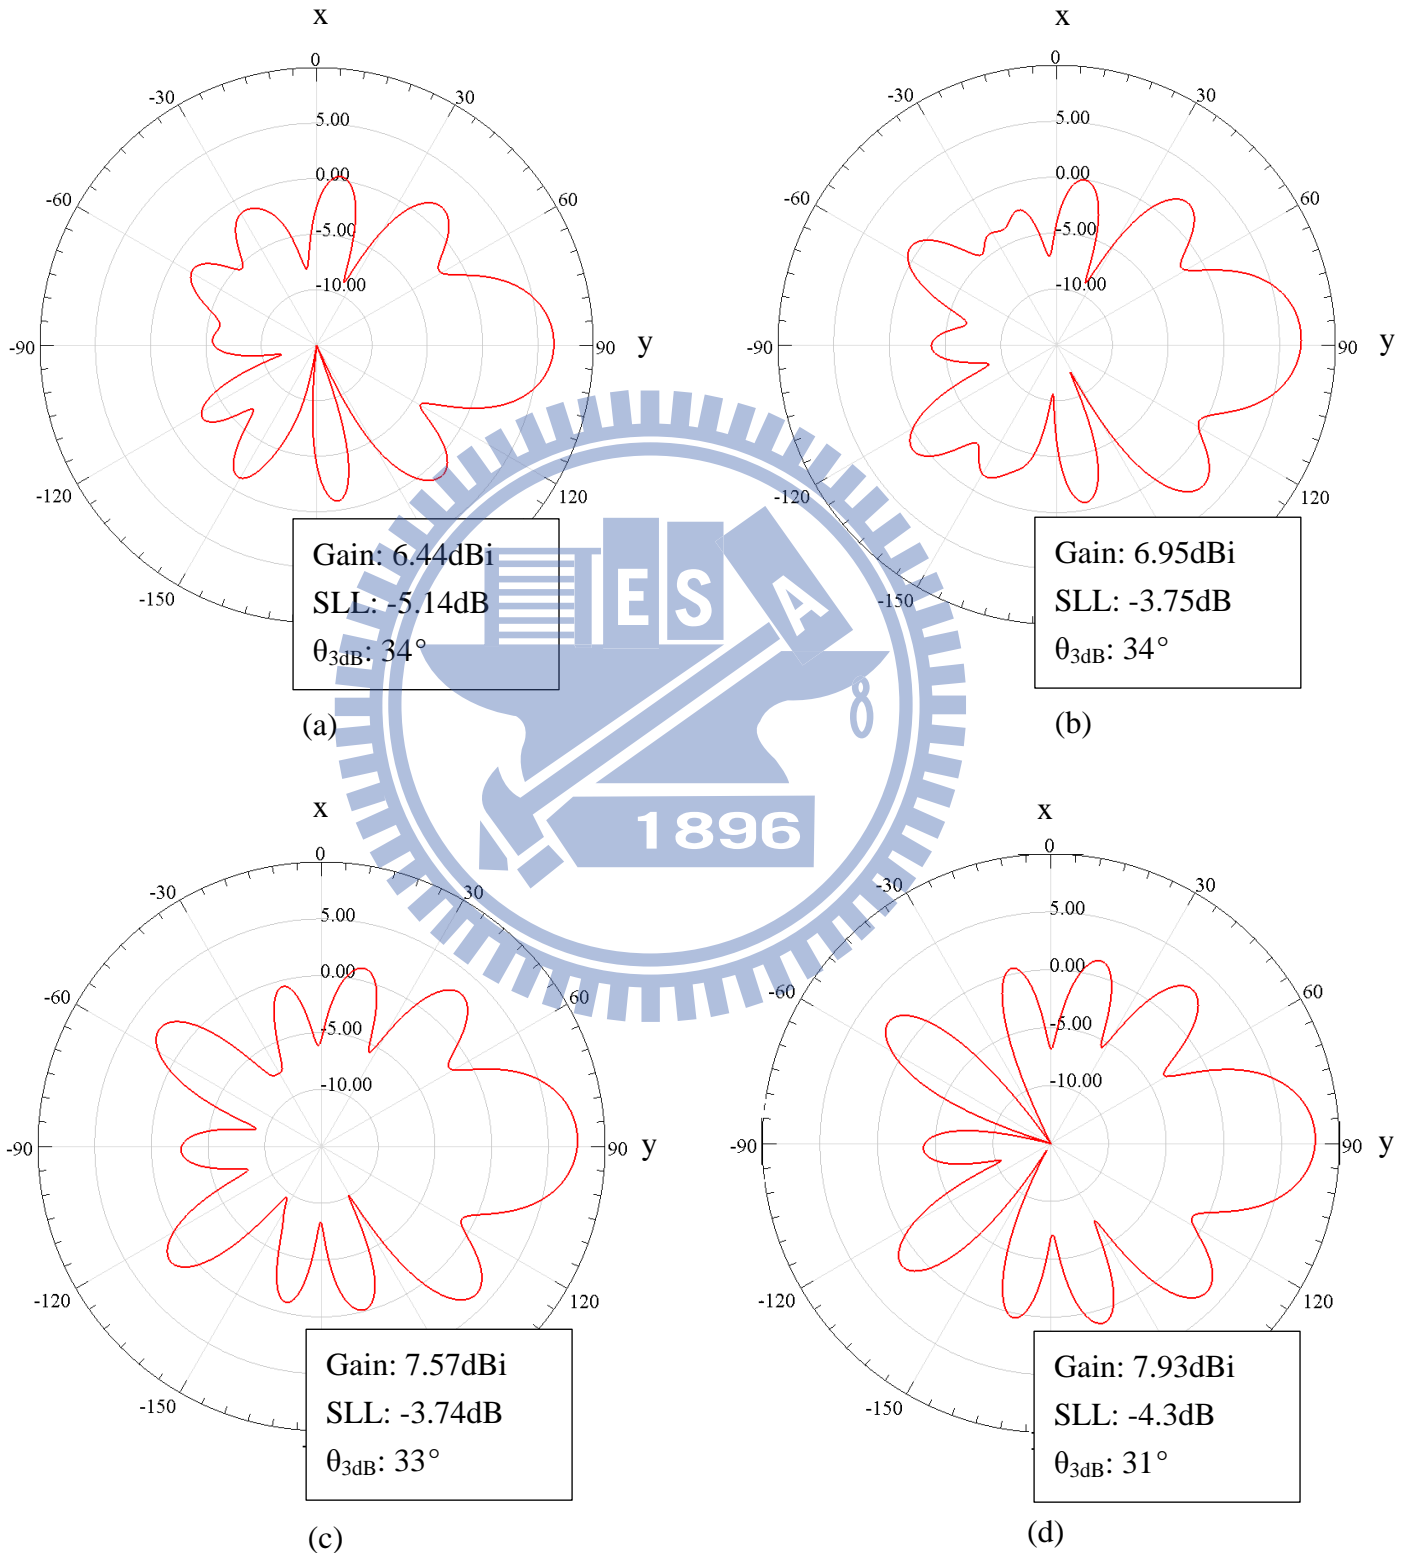 x
0
-30
30
5.00
-60
0.00
60
-5.00
-10.00
-90
90
y
-120
120
-150
Gain: 6.44dBi
SLL: -5.14dB
θ3dB: 34°
(a)
x
0
-30
30
5.00
-60
0.00
60
-5.00
-10.00
-90
90
y
-120
120
-150
Gain: 6.95dBi
SLL: -3.75dB
θ3dB: 34°
(b)
ESA
1896
x
0
-30
30
5.00
-60
0.00
60
-5.00
-10.00
-90
90
y
-120
120
-150
Gain: 7.57dBi
SLL: -3.74dB
θ3dB: 33°
(c)
x
0
-30
30
5.00
-60
0.00
60
-5.00
-10.00
-90
90
y
-120
120
-150
Gain: 7.93dBi
SLL: -4.3dB
θ3dB: 31°
(d)